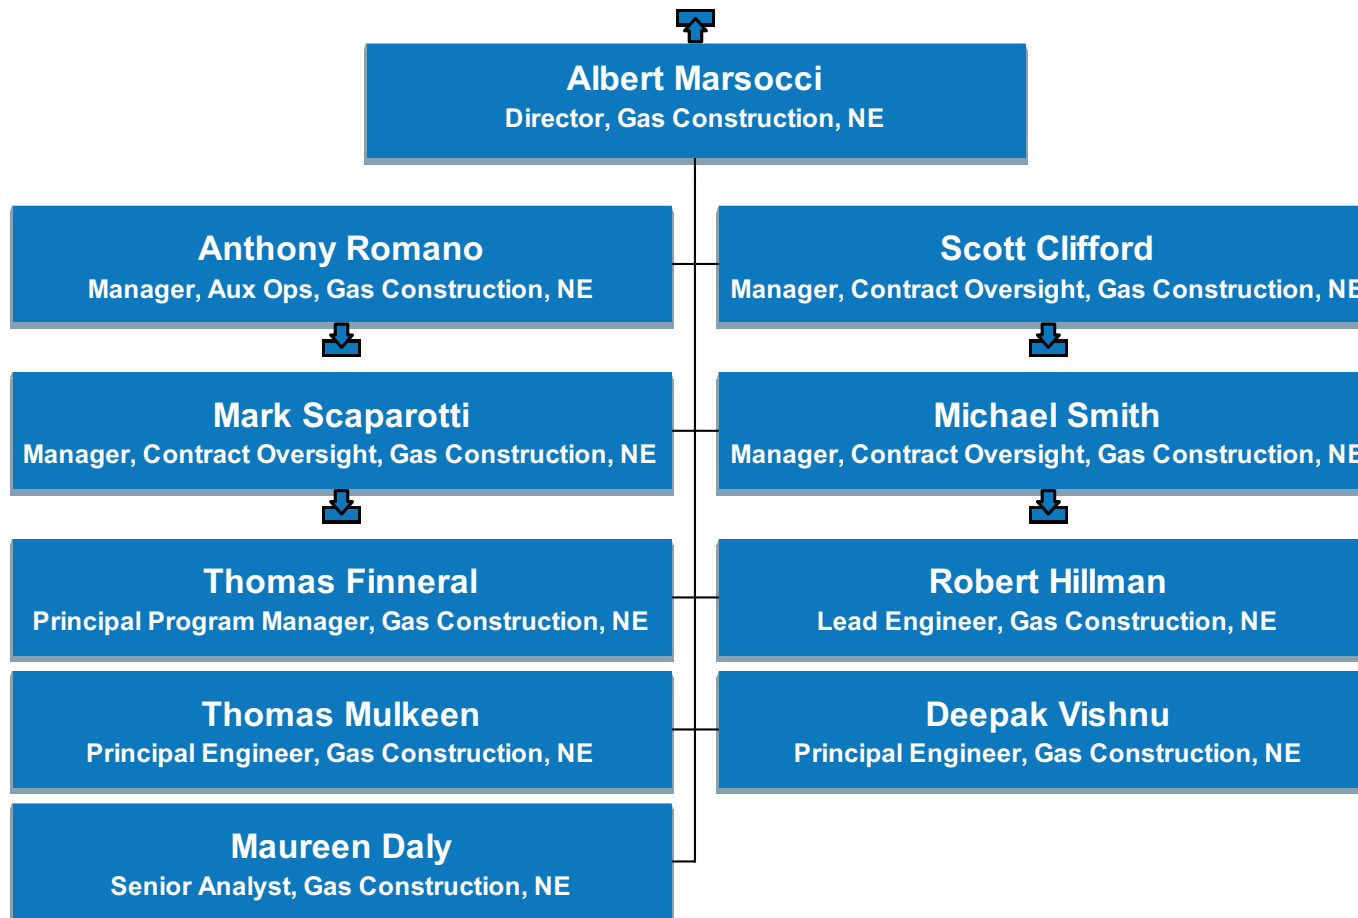 Albert Marsocci
Director, Gas Construction, NE
Anthony Romano
Manager, Aux Ops, Gas Construction, NE
Scott Clifford
Manager, Contract Oversight, Gas Construction, NE
Mark Scaparotti
Manager, Contract Oversight, Gas Construction, NE
Michael Smith
Manager, Contract Oversight, Gas Construction, NE
Thomas Finneral
Principal Program Manager, Gas Construction, NE
Robert Hillman
Lead Engineer, Gas Construction, NE
Thomas Mulkeen
Principal Engineer, Gas Construction, NE
Deepak Vishnu
Principal Engineer, Gas Construction, NE
Maureen Daly
Senior Analyst, Gas Construction, NE